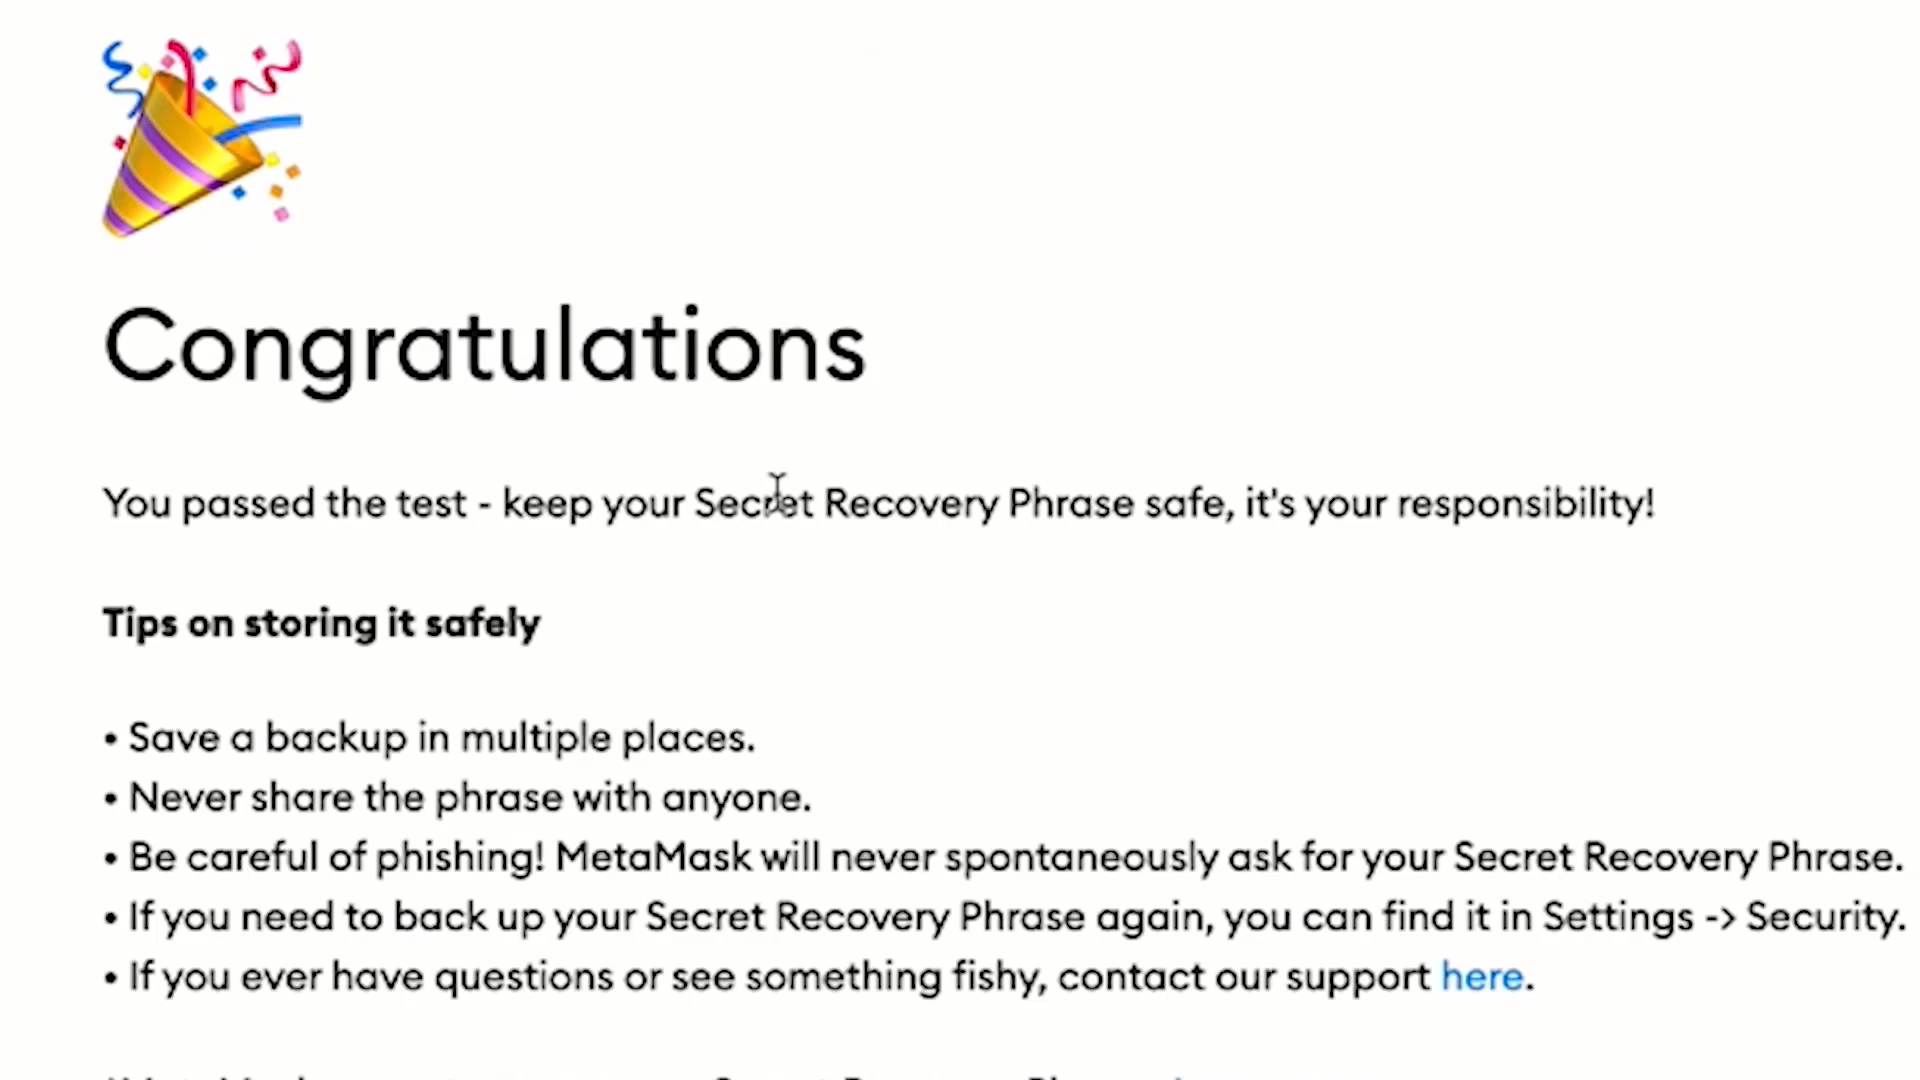 Congratulations
You passed the test - keep your Secret Recovery Phrase safe, it's your responsibility!
Tips on storing it safely
• Save a backup in multiple places.
• Never share the phrase with anyone.
• Be careful of phishing! MetaMask will never spontaneously ask for your Secret Recovery Phrase.
• If you need to back up your Secret Recovery Phrase again, you can find it in Settings -> Security.
• If you ever have questions or see something fishy, contact our support here.